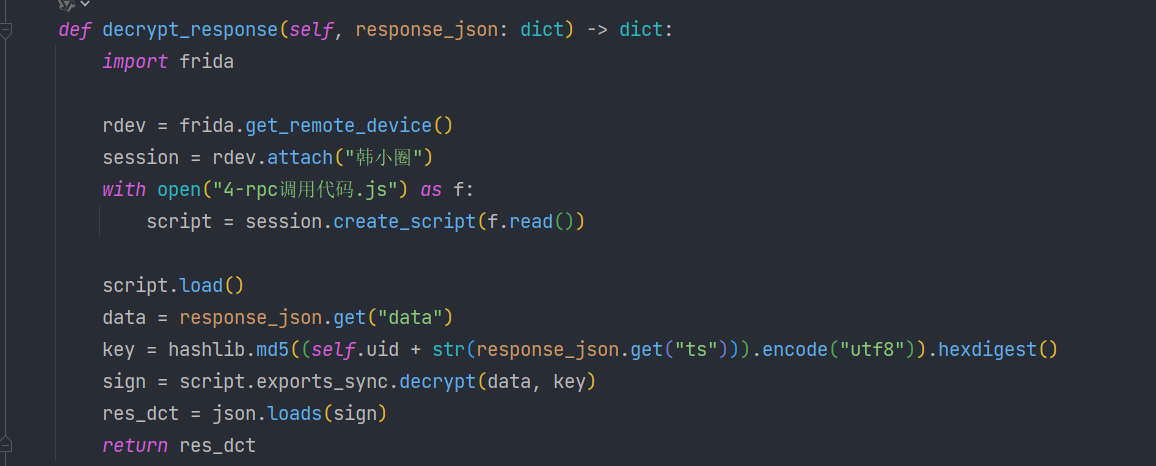 def decrypt_response(self, response_json: dict) -> dict:
    import frida
    rdev = frida.get_remote_device()
    session = rdev.attach("韩小圈")
    with open("4-rpc调用代码.js") as f:
        script = session.create_script(f.read())
    script.load()
    data = response_json.get("data")
    key = hashlib.md5((self.uid + str(response_json.get("ts"))).encode("utf8")).hexdigest()
    sign = script.exports_sync.decrypt(data, key)
    res_dct = json.loads(sign)
    return res_dct